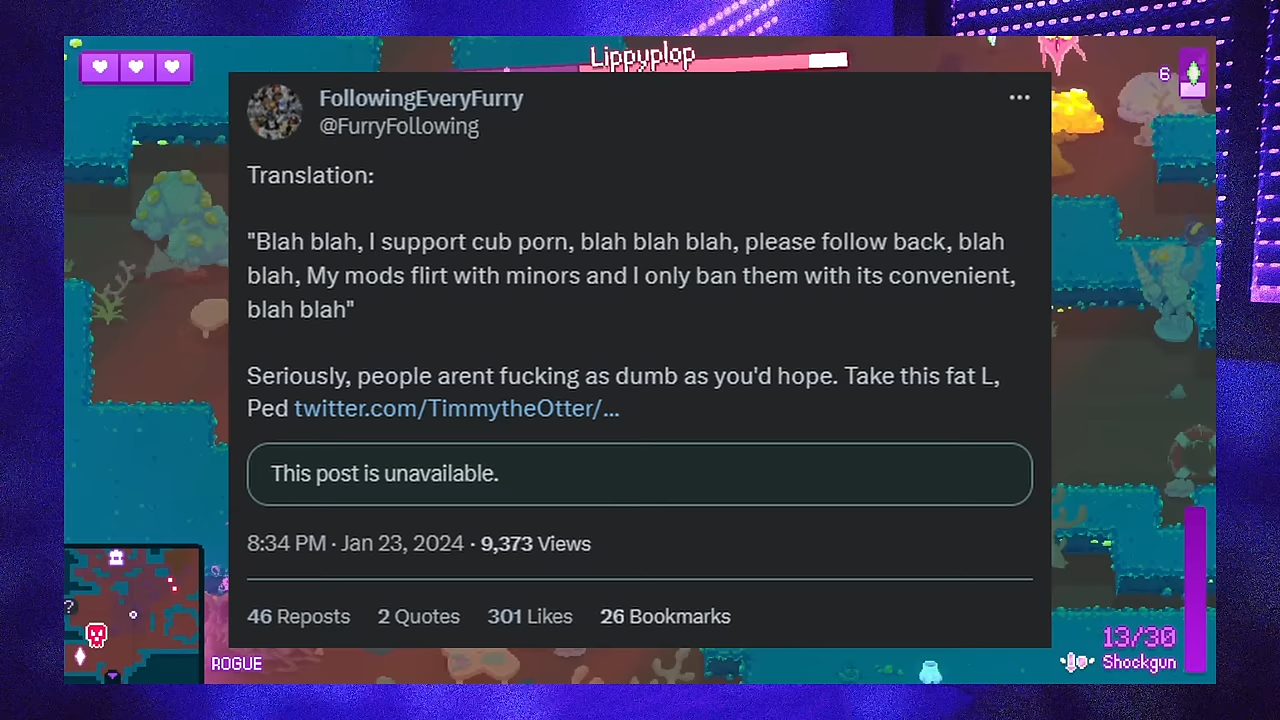 Lippyplop
6
FollowingEveryFurry
@FurryFollowing
Translation:
"Blah blah, I support cub porn, blah blah blah, please follow back, blah
blah, My mods flirt with minors and I only ban them with its convenient,
blah blah"
Seriously, people arent fucking as dumb as you'd hope. Take this fat L,
Ped twitter.com/TimmytheOtter/...
This post is unavailable.
8:34 PM · Jan 23, 2024 · 9,373 Views
46 Reposts 2 Quotes 301 Likes 26 Bookmarks
?
13/30
ROGUE
Shockgun